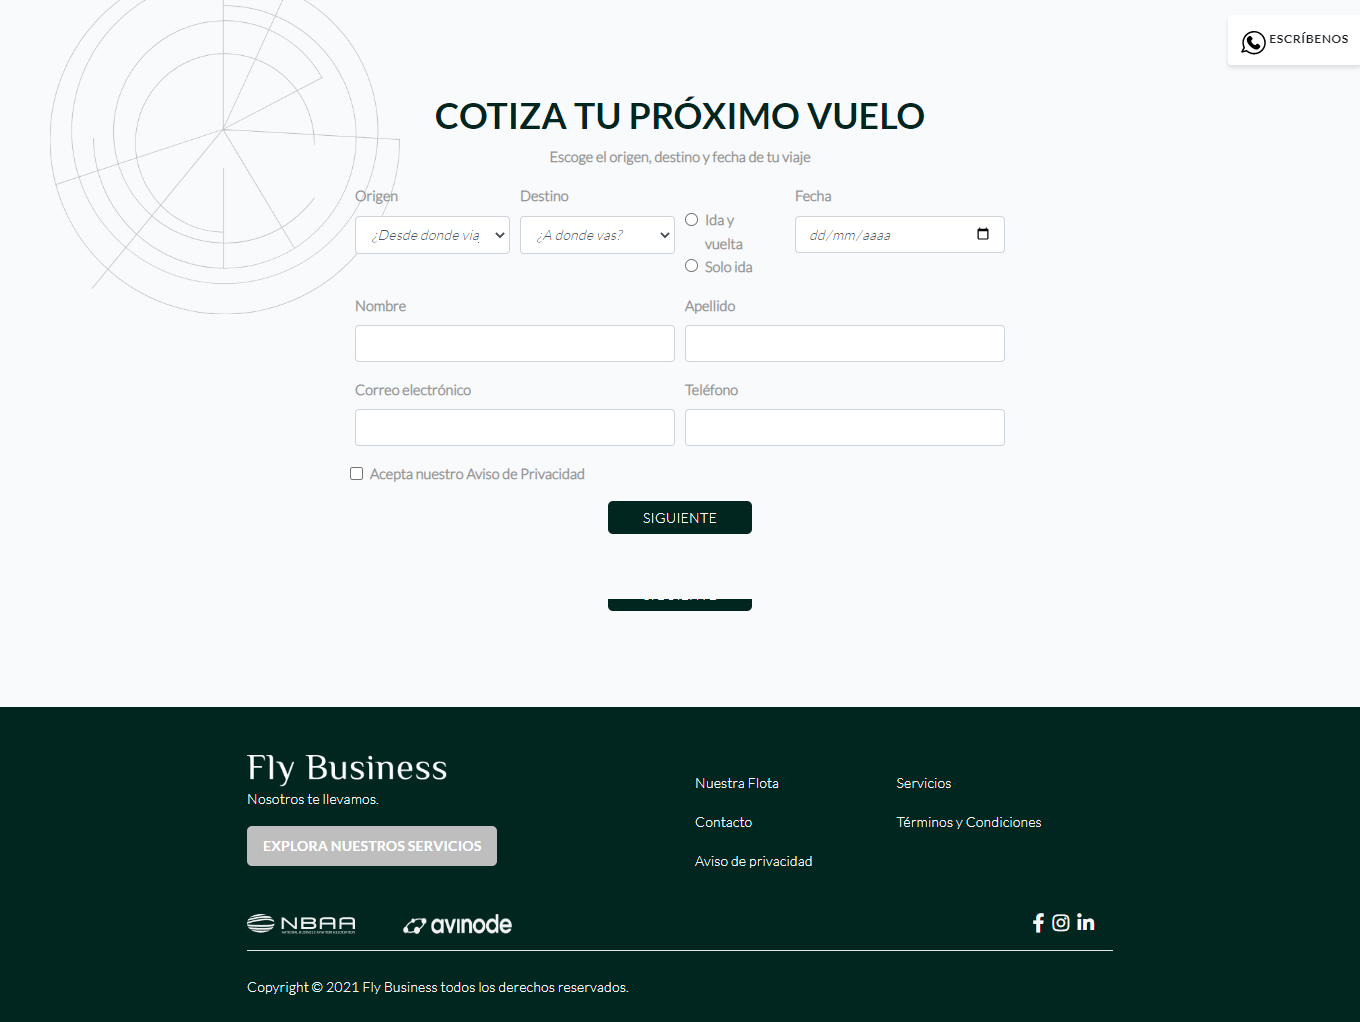 ESCRÍBENOS
COTIZA TU PRÓXIMO VUELO
Escoge el origen, destino y fecha de tu viaje
Origen
Destino
Fecha
¿Desde donde viaj
¿A donde vas?
Ida y
vuelta
Solo ida
dd/mm/aaaa
Nombre
Apellido
Correo electrónico
Teléfono
Acepta nuestro Aviso de Privacidad
SIGUIENTE
Fly Business
Nosotros te llevamos.
EXPLORA NUESTROS SERVICIOS
Nuestra Flota
Servicios
Contacto
Términos y Condiciones
Aviso de privacidad
NBAA
avinode
Copyright © 2021 Fly Business todos los derechos reservados.